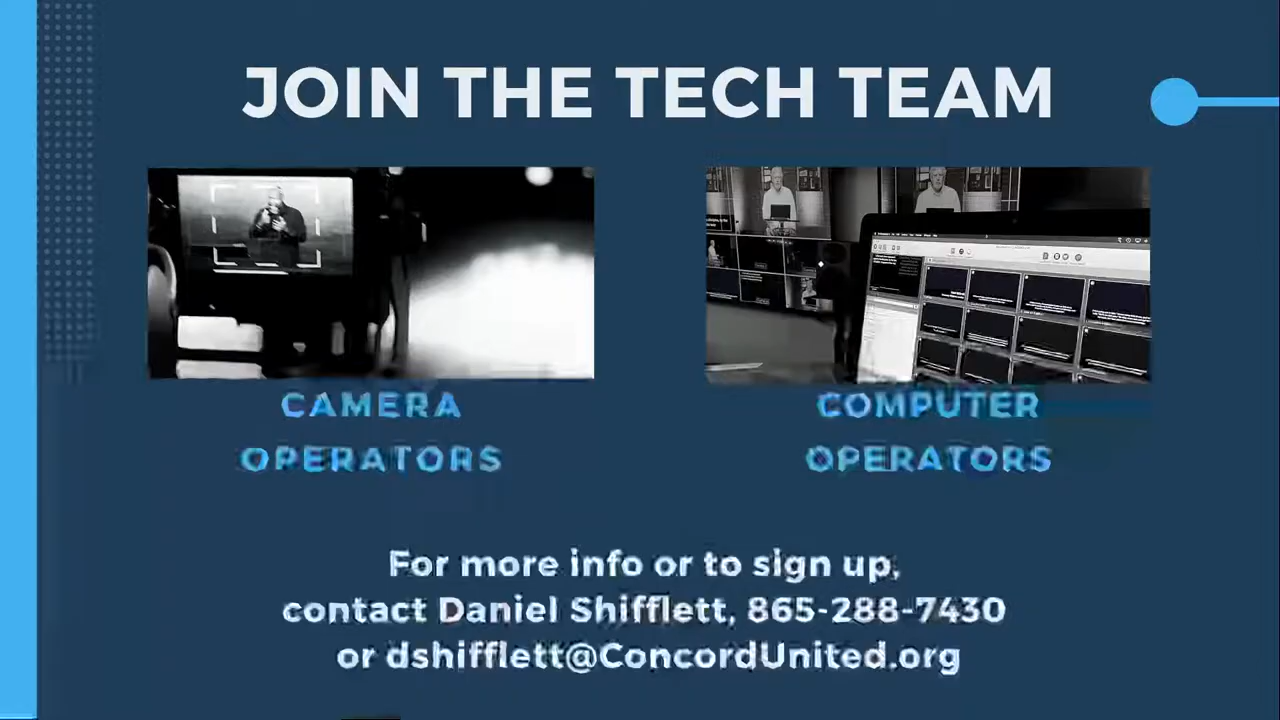 JOIN THE TECH TEAM
CAMERA
OPERATORS
COMPUTER
OPERATORS
For more info or to sign up,
contact Daniel Shifflett, 865-288-7430
or dshifflett@ConcordUnited.org